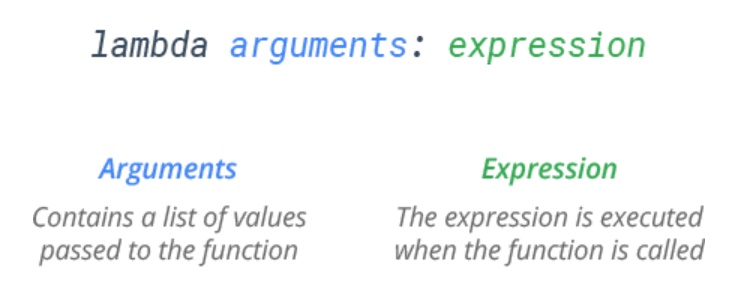 lambda arguments: expression
Arguments
Contains a list of values
passed to the function
Expression
The expression is executed
when the function is called